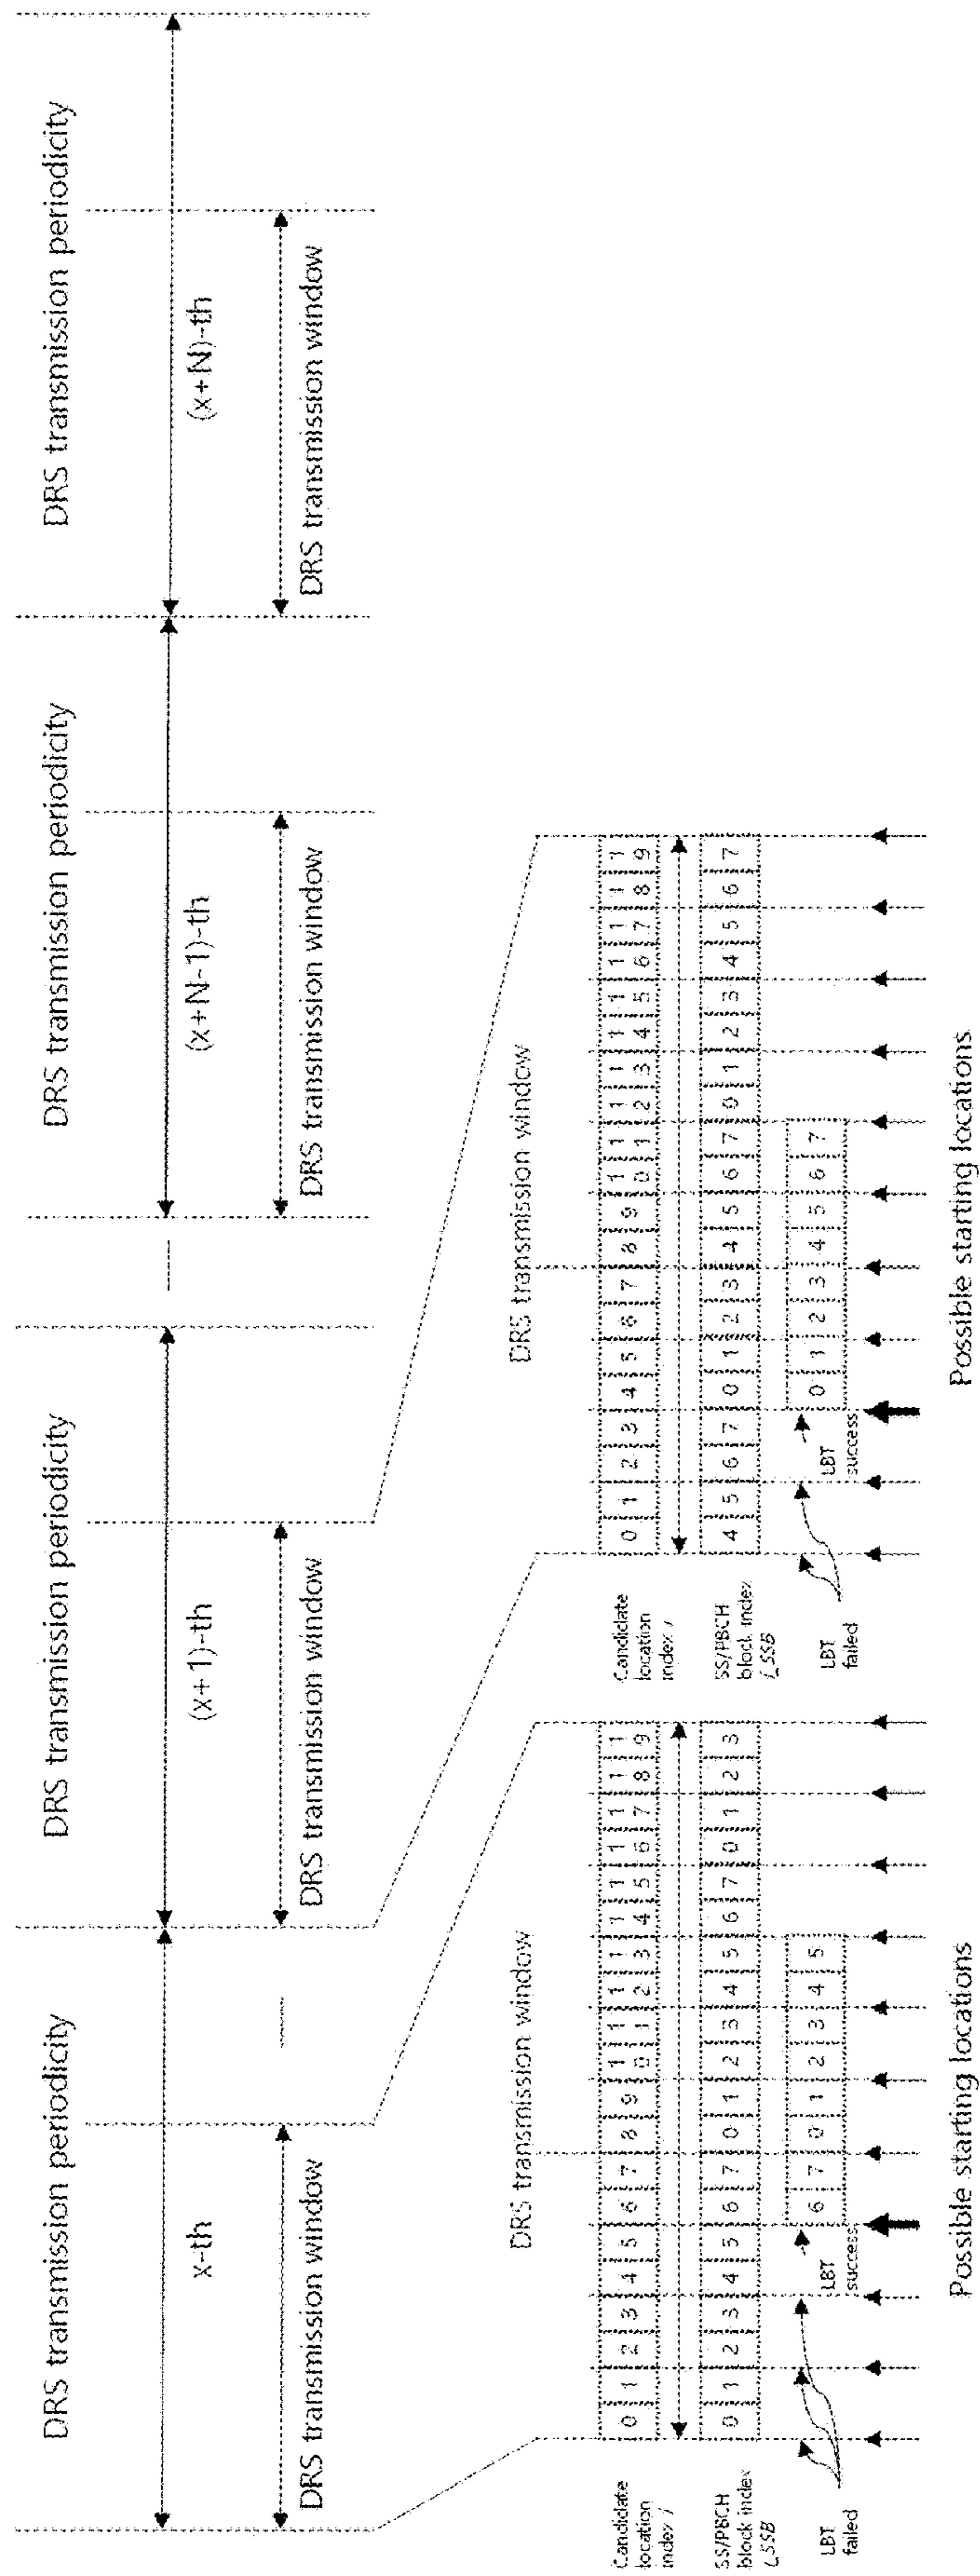 DRS transmission periodicity
DRS transmission periodicity
DRS transmission periodicity
DRS transmission periodicity
x-th
(x+1)-th
(x+N-1)-th
(x+N)-th
DRS transmission window
DRS transmission window
DRS transmission window
DRS transmission window
DRS transmission window
Candidate
location
index i
0 1 2 3 4 5 6 7 8 9 10 11 12 13 14 15 16 17 18 19
SS/PBCH
block index
i_SSB
0 1 2 3 4 5 6 7 0 1 2 3 4 5 6 7 0 1 2 3
LBT
failed
LBT
success
6 7 0 1 2 3 4 5
Possible starting locations
DRS transmission window
Candidate
location
index i
0 1 2 3 4 5 6 7 8 9 10 11 12 13 14 15 16 17 18 19
SS/PBCH
block index
i_SSB
4 5 6 7 0 1 2 3 4 5 6 7 0 1 2 3 4 5 6 7
LBT
failed
LBT
success
0 1 2 3 4 5 6 7
Possible starting locations